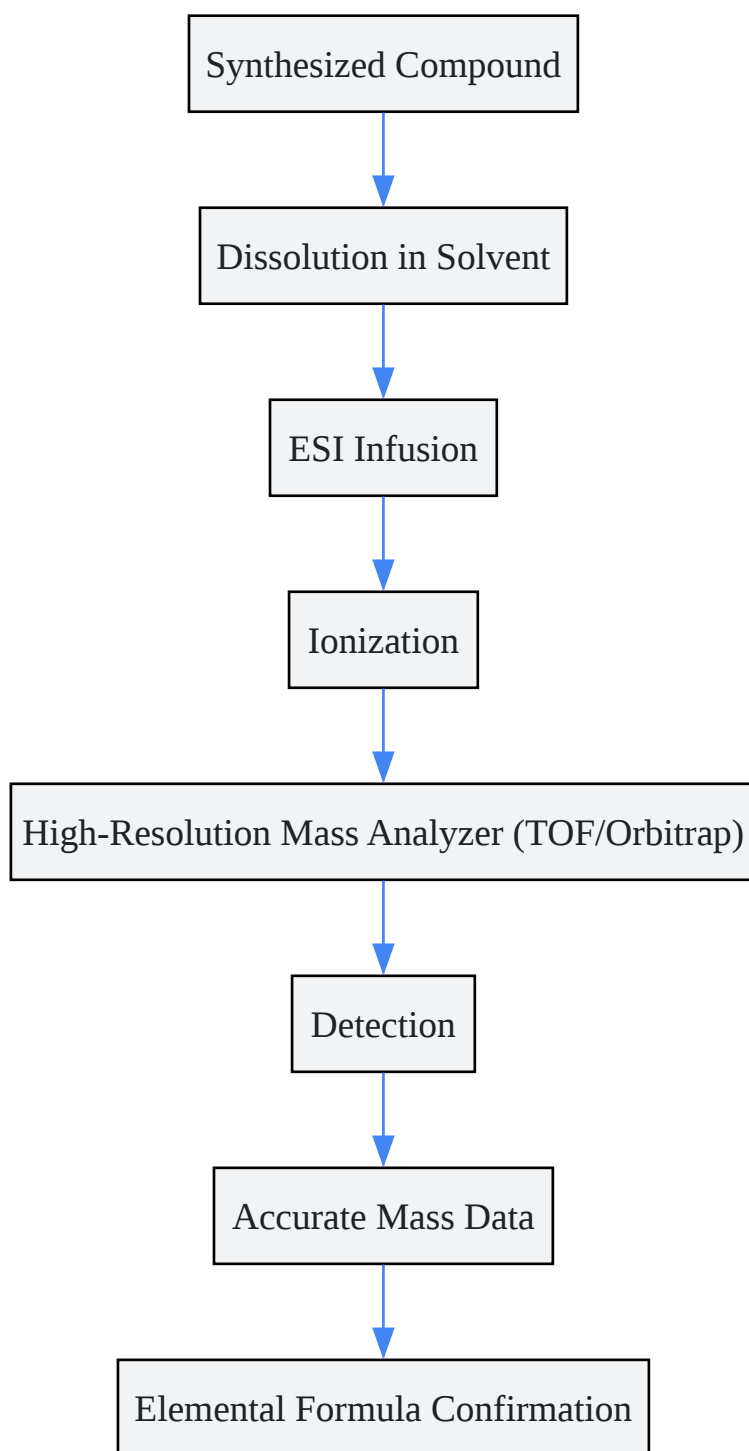 Synthesized Compound
Dissolution in Solvent
ESI Infusion
Ionization
High-Resolution Mass Analyzer (TOF/Orbitrap)
Detection
Accurate Mass Data
Elemental Formula Confirmation